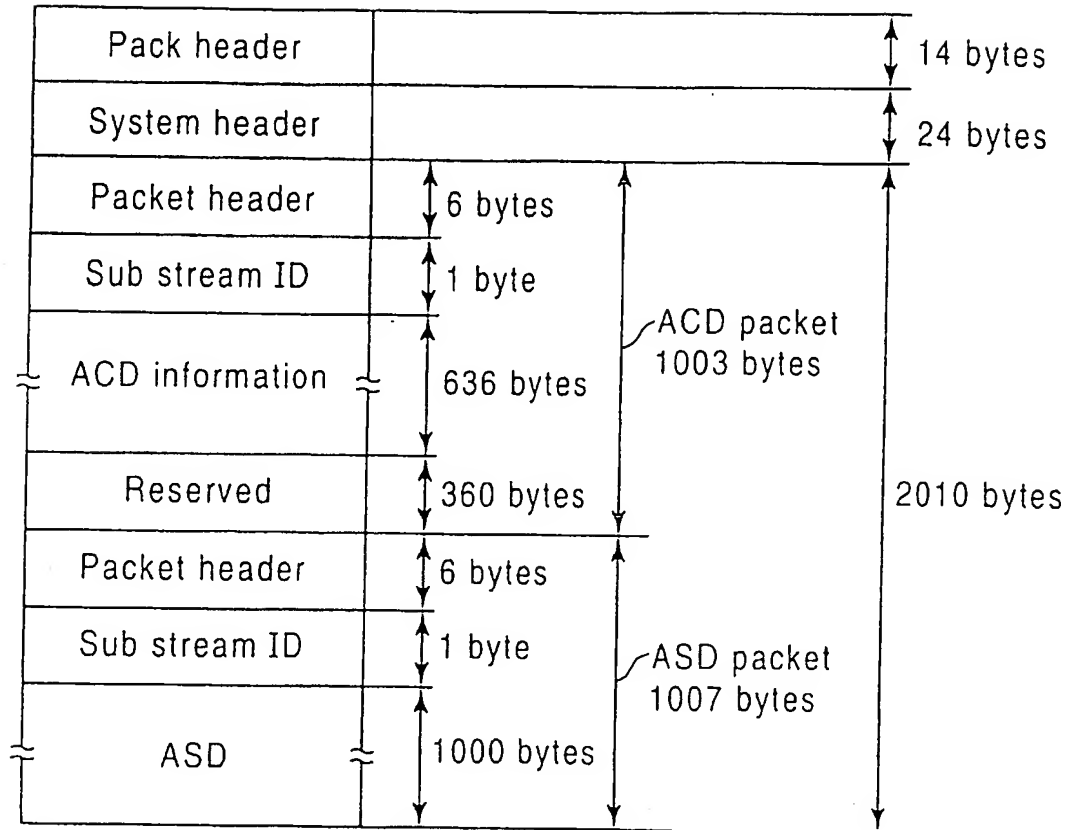 Pack header
14 bytes
System header
24 bytes
Packet header
6 bytes
Sub stream ID
1 byte
ACD information
636 bytes
ACD packet
1003 bytes
Reserved
360 bytes
2010 bytes
Packet header
6 bytes
Sub stream ID
1 byte
ASD packet
1007 bytes
ASD
1000 bytes